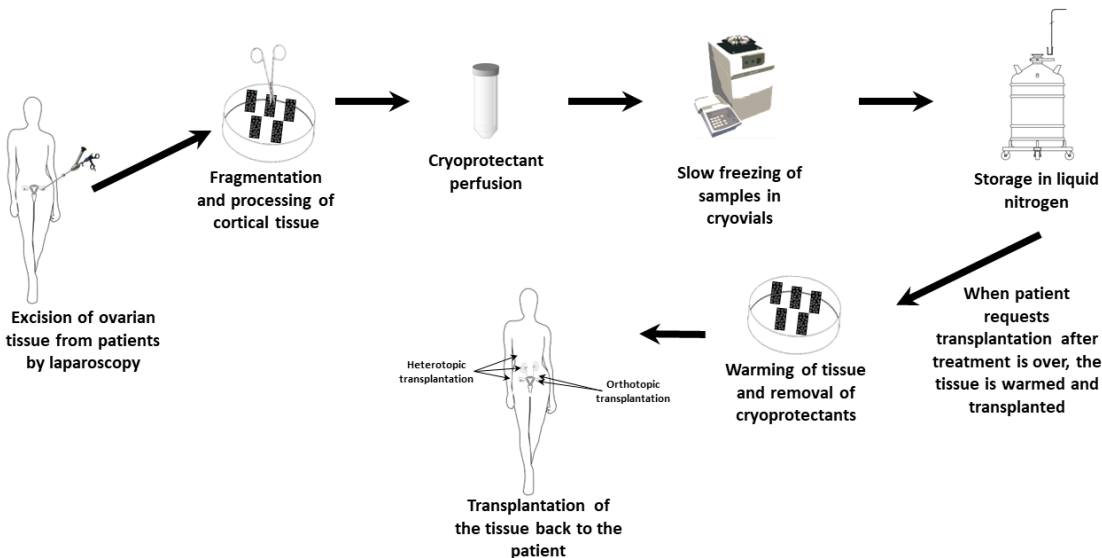 Excision of ovarian
tissue from patients
by laparoscopy
Fragmentation
and processing of
cortical tissue
Cryoprotectant
perfusion
Slow freezing of
samples in
cryovials
Storage in liquid
nitrogen
When patient
requests
transplantation after
treatment is over, the
tissue is warmed and
transplanted
Warming of tissue
and removal of
cryoprotectants
Heterotopic
transplantation
Orthotopic
transplantation
Transplantation of
the tissue back to the
patient